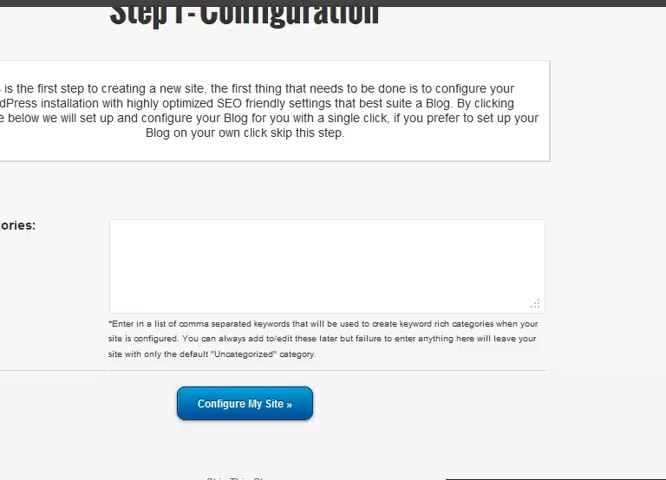 Step 1 - Configuration
is the first step to creating a new site, the first thing that needs to be done is to configure your
dPress installation with highly optimized SEO friendly settings that best suite a Blog. By clicking
e below we will set up and configure your Blog for you with a single click, if you prefer to set up your
Blog on your own click skip this step.
ories:
*Enter in a list of comma separated keywords that will be used to create keyword rich categories when your
site is configured. You can always add to/edit these later but failure to enter anything here will leave your
site with only the default "Uncategorized" category.
Configure My Site »
Skip This Step